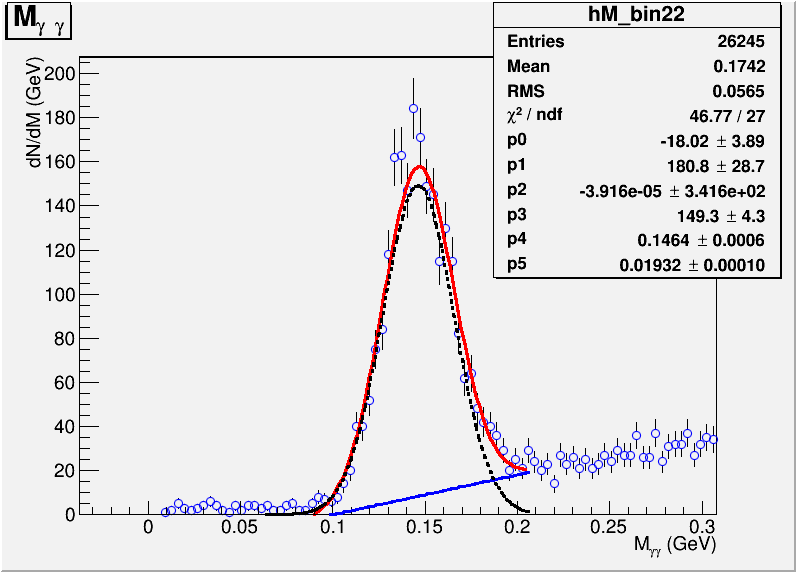 Mγ γ
hM_bin22
Entries 26245
Mean 0.1742
RMS 0.0565
χ² / ndf 46.77 / 27
p0 -18.02 ± 3.89
p1 180.8 ± 28.7
p2 -3.916e-05 ± 3.416e+02
p3 149.3 ± 4.3
p4 0.1464 ± 0.0006
p5 0.01932 ± 0.00010
dN/dM (GeV)
200
180
160
140
120
100
80
60
40
20
0
0 0.05 0.1 0.15 0.2 0.25 0.3
Mγγ (GeV)